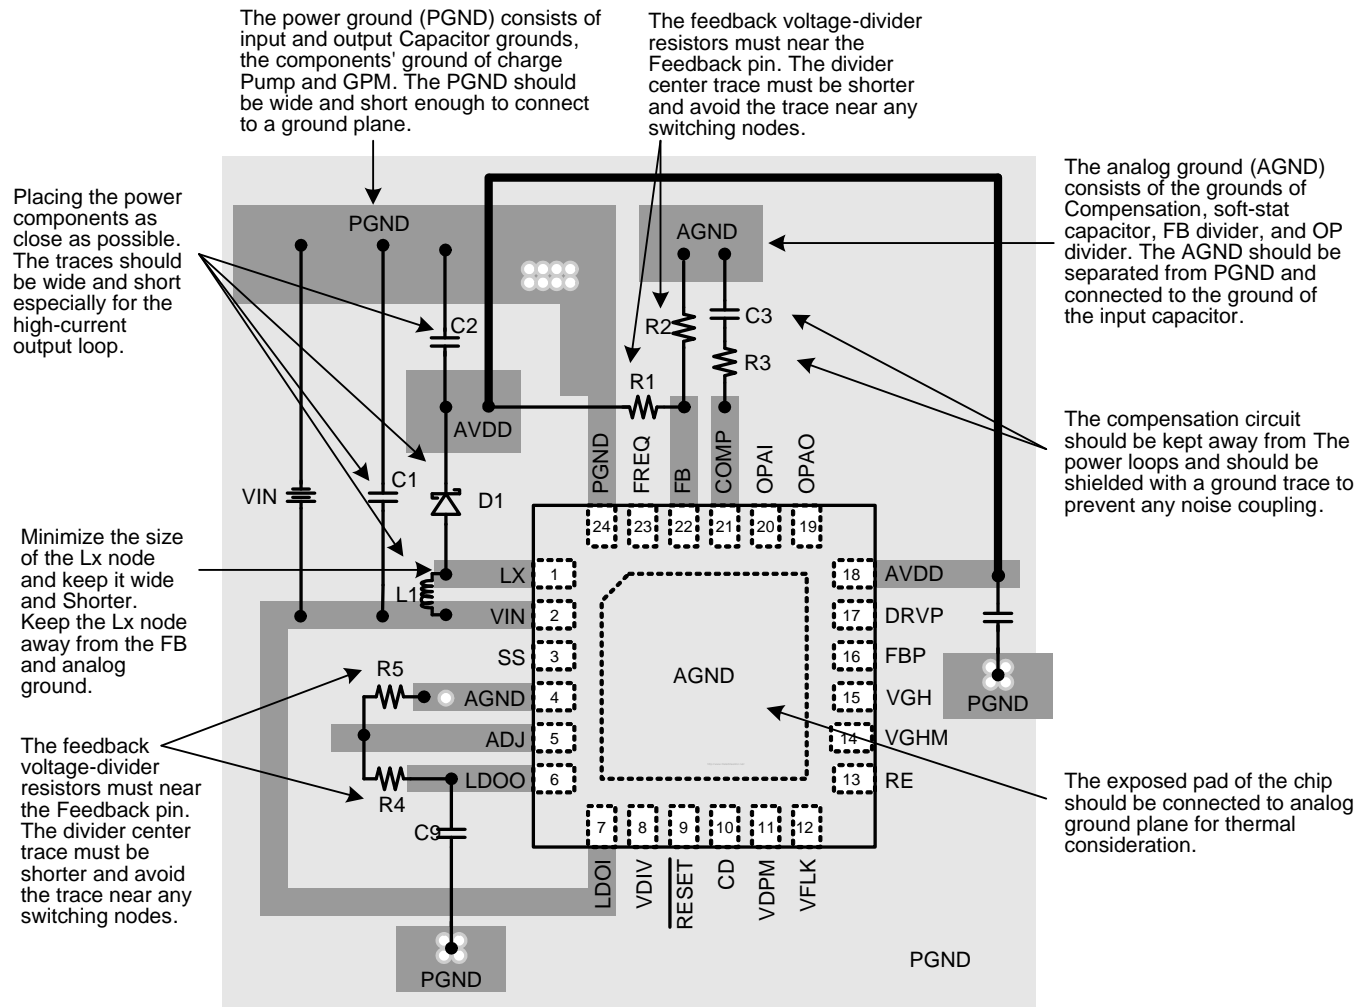 The power ground (PGND) consists of
input and output Capacitor grounds,
the components' ground of charge
Pump and GPM. The PGND should
be wide and short enough to connect
to a ground plane.
The feedback voltage-divider
resistors must near the
Feedback pin. The divider
center trace must be shorter
and avoid the trace near any
switching nodes.
The analog ground (AGND)
consists of the grounds of
Compensation, soft-stat
capacitor, FB divider, and OP
divider. The AGND should be
separated from PGND and
connected to the ground of
the input capacitor.
Placing the power
components as
close as possible.
The traces should
be wide and short
especially for the
high-current
output loop.
PGND
AGND
C2
R2
C3
R3
R1
AVDD
The compensation circuit
should be kept away from The
power loops and should be
shielded with a ground trace to
prevent any noise coupling.
VIN
C1
D1
PGND
FREQ
FB
COMP
OPAI
OPAO
24
23
22
21
20
19
Minimize the size
of the Lx node
and keep it wide
and Shorter.
Keep the Lx node
away from the FB
and analog
ground.
L1
LX 1
VIN 2
SS 3
AGND 4
ADJ 5
LDOO 6
R5
R4
C9
AGND
18 AVDD
17 DRVP
16 FBP
15 VGH
14 VGHM
13 RE
PGND
The feedback
voltage-divider
resistors must near
the Feedback pin.
The divider center
trace must be
shorter and avoid
the trace near any
switching nodes.
The exposed pad of the chip
should be connected to analog
ground plane for thermal
consideration.
7
8
9
10
11
12
LDOI
VDIV
RESET
CD
VDPM
VFLK
PGND
PGND